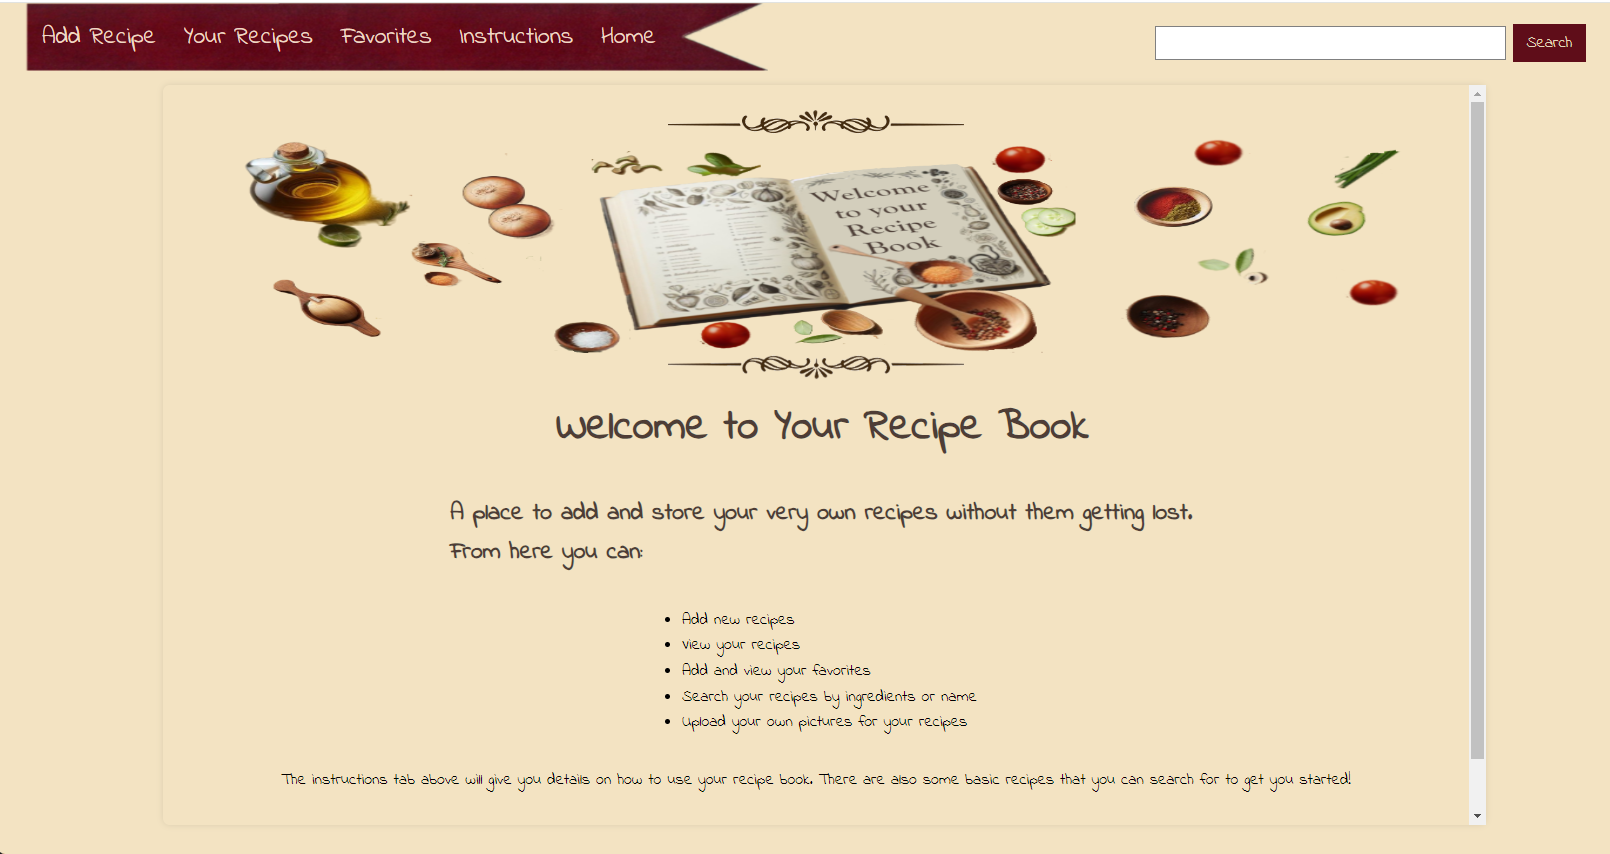 Add Recipe Your Recipes Favorites Instructions Home
Search
Welcome
to your
Recipe
Book
Welcome to Your Recipe Book
A place to add and store your very own recipes without them getting lost.
From here you can:
• Add new recipes
• View your recipes
• Add and view your favorites
• Search your recipes by ingredients or name
• Upload your own pictures for your recipes
The instructions tab above will give you details on how to use your recipe book. There are also some basic recipes that you can search for to get you started!